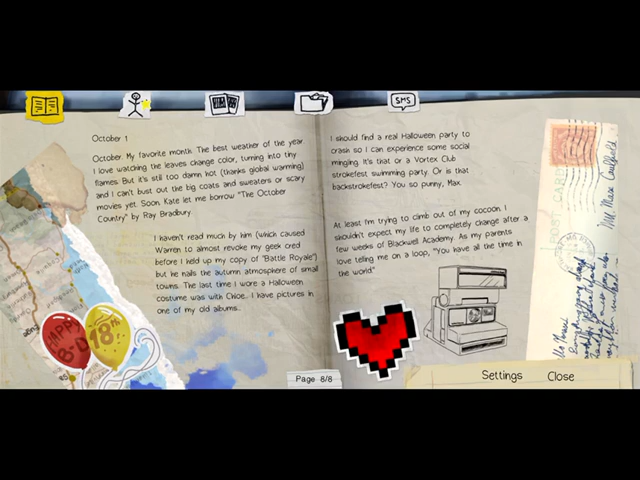 SMS
October 1
October. My favorite month. The best weather of the year.
I love watching the leaves change color, turning into tiny
flames. But it's still too damn hot (thanks global warming)
and I can't bust out the big coats and sweaters or scary
movies yet. Soon. Kate let me borrow "The October
Country" by Ray Bradbury.
I haven't read much by him (which caused
Warren to almost revoke my geek cred
before I held up my copy of "Battle Royale")
but he nails the autumn atmosphere of small
towns. The last time I wore a Halloween
costume was with Chloe. I have pictures in
one of my old albums...
HAPPY
B-D
18th
Page 8/8
I should find a real Halloween party to
crash so I can experience some social
mingling. It's that or a Vortex Club
strokefest swimming party. Or is that
backstrokefest? You so punny, Max.
At least I'm trying to climb out of my cocoon. I
shouldn't expect my life to completely change after a
few weeks of Blackwell Academy. As my parents
love telling me on a loop, "You have all the time in
the world"
Caulfield
Settings Close